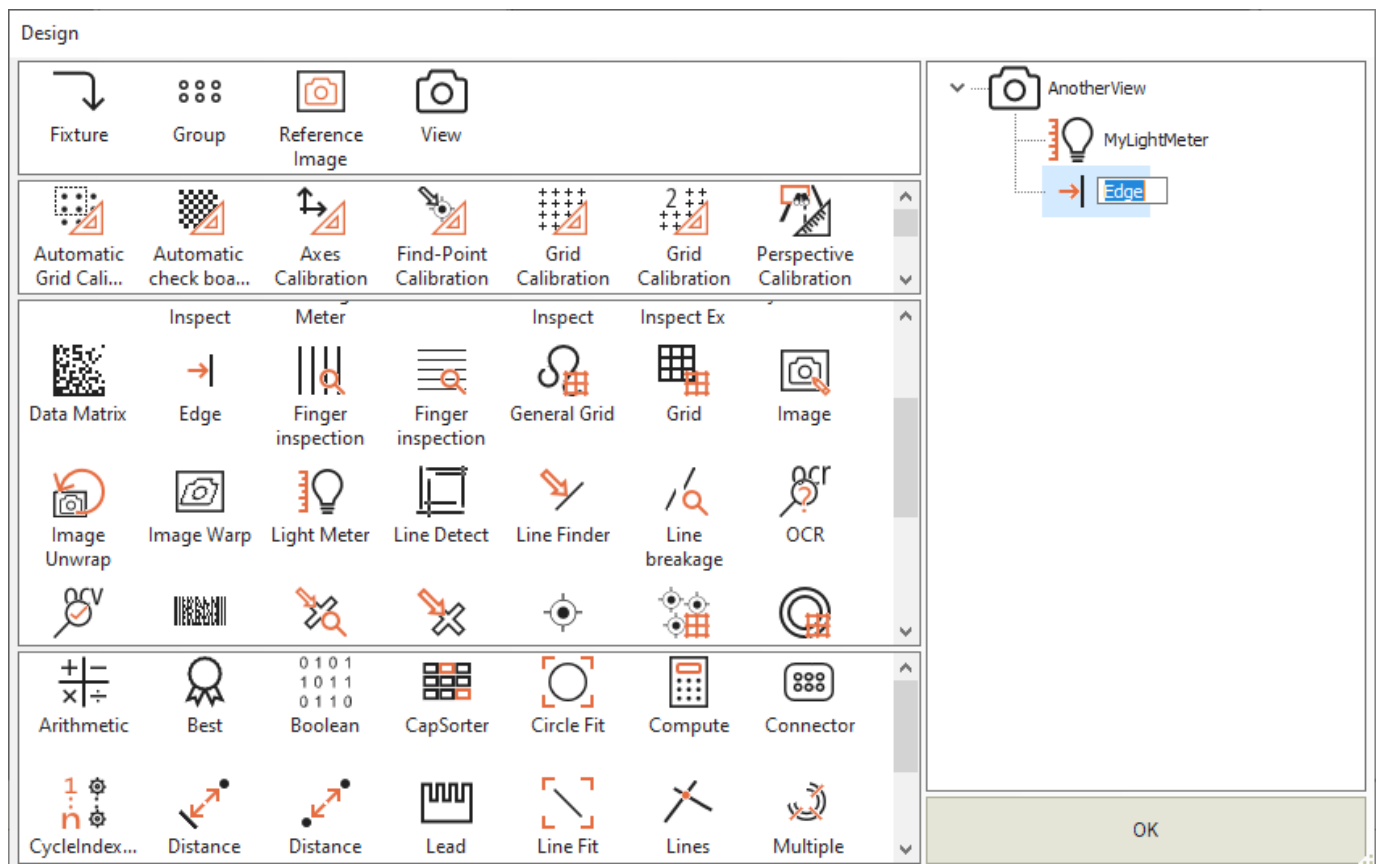 Design
Fixture
Group
Reference
Image
View
Automatic
Grid Cali...
Automatic
check boa...
Axes
Calibration
Find-Point
Calibration
Grid
Calibration
2
Grid
Calibration
Perspective
Calibration
Inspect
Meter
Inspect
Inspect Ex
Data Matrix
Edge
Finger
inspection
Finger
inspection
General Grid
Grid
Image
Image
Unwrap
Image Warp
Light Meter
Line Detect
Line Finder
Line
breakage
ocr
?
OCR
ocv
+ −
× ÷
Arithmetic
Best
0 1 0 1
1 0 1 1
0 1 1 0
Boolean
CapSorter
Circle Fit
Compute
Connector
1
n
CycleIndex...
Distance
Distance
Lead
Line Fit
Lines
Multiple
AnotherView
MyLightMeter
Edge
OK